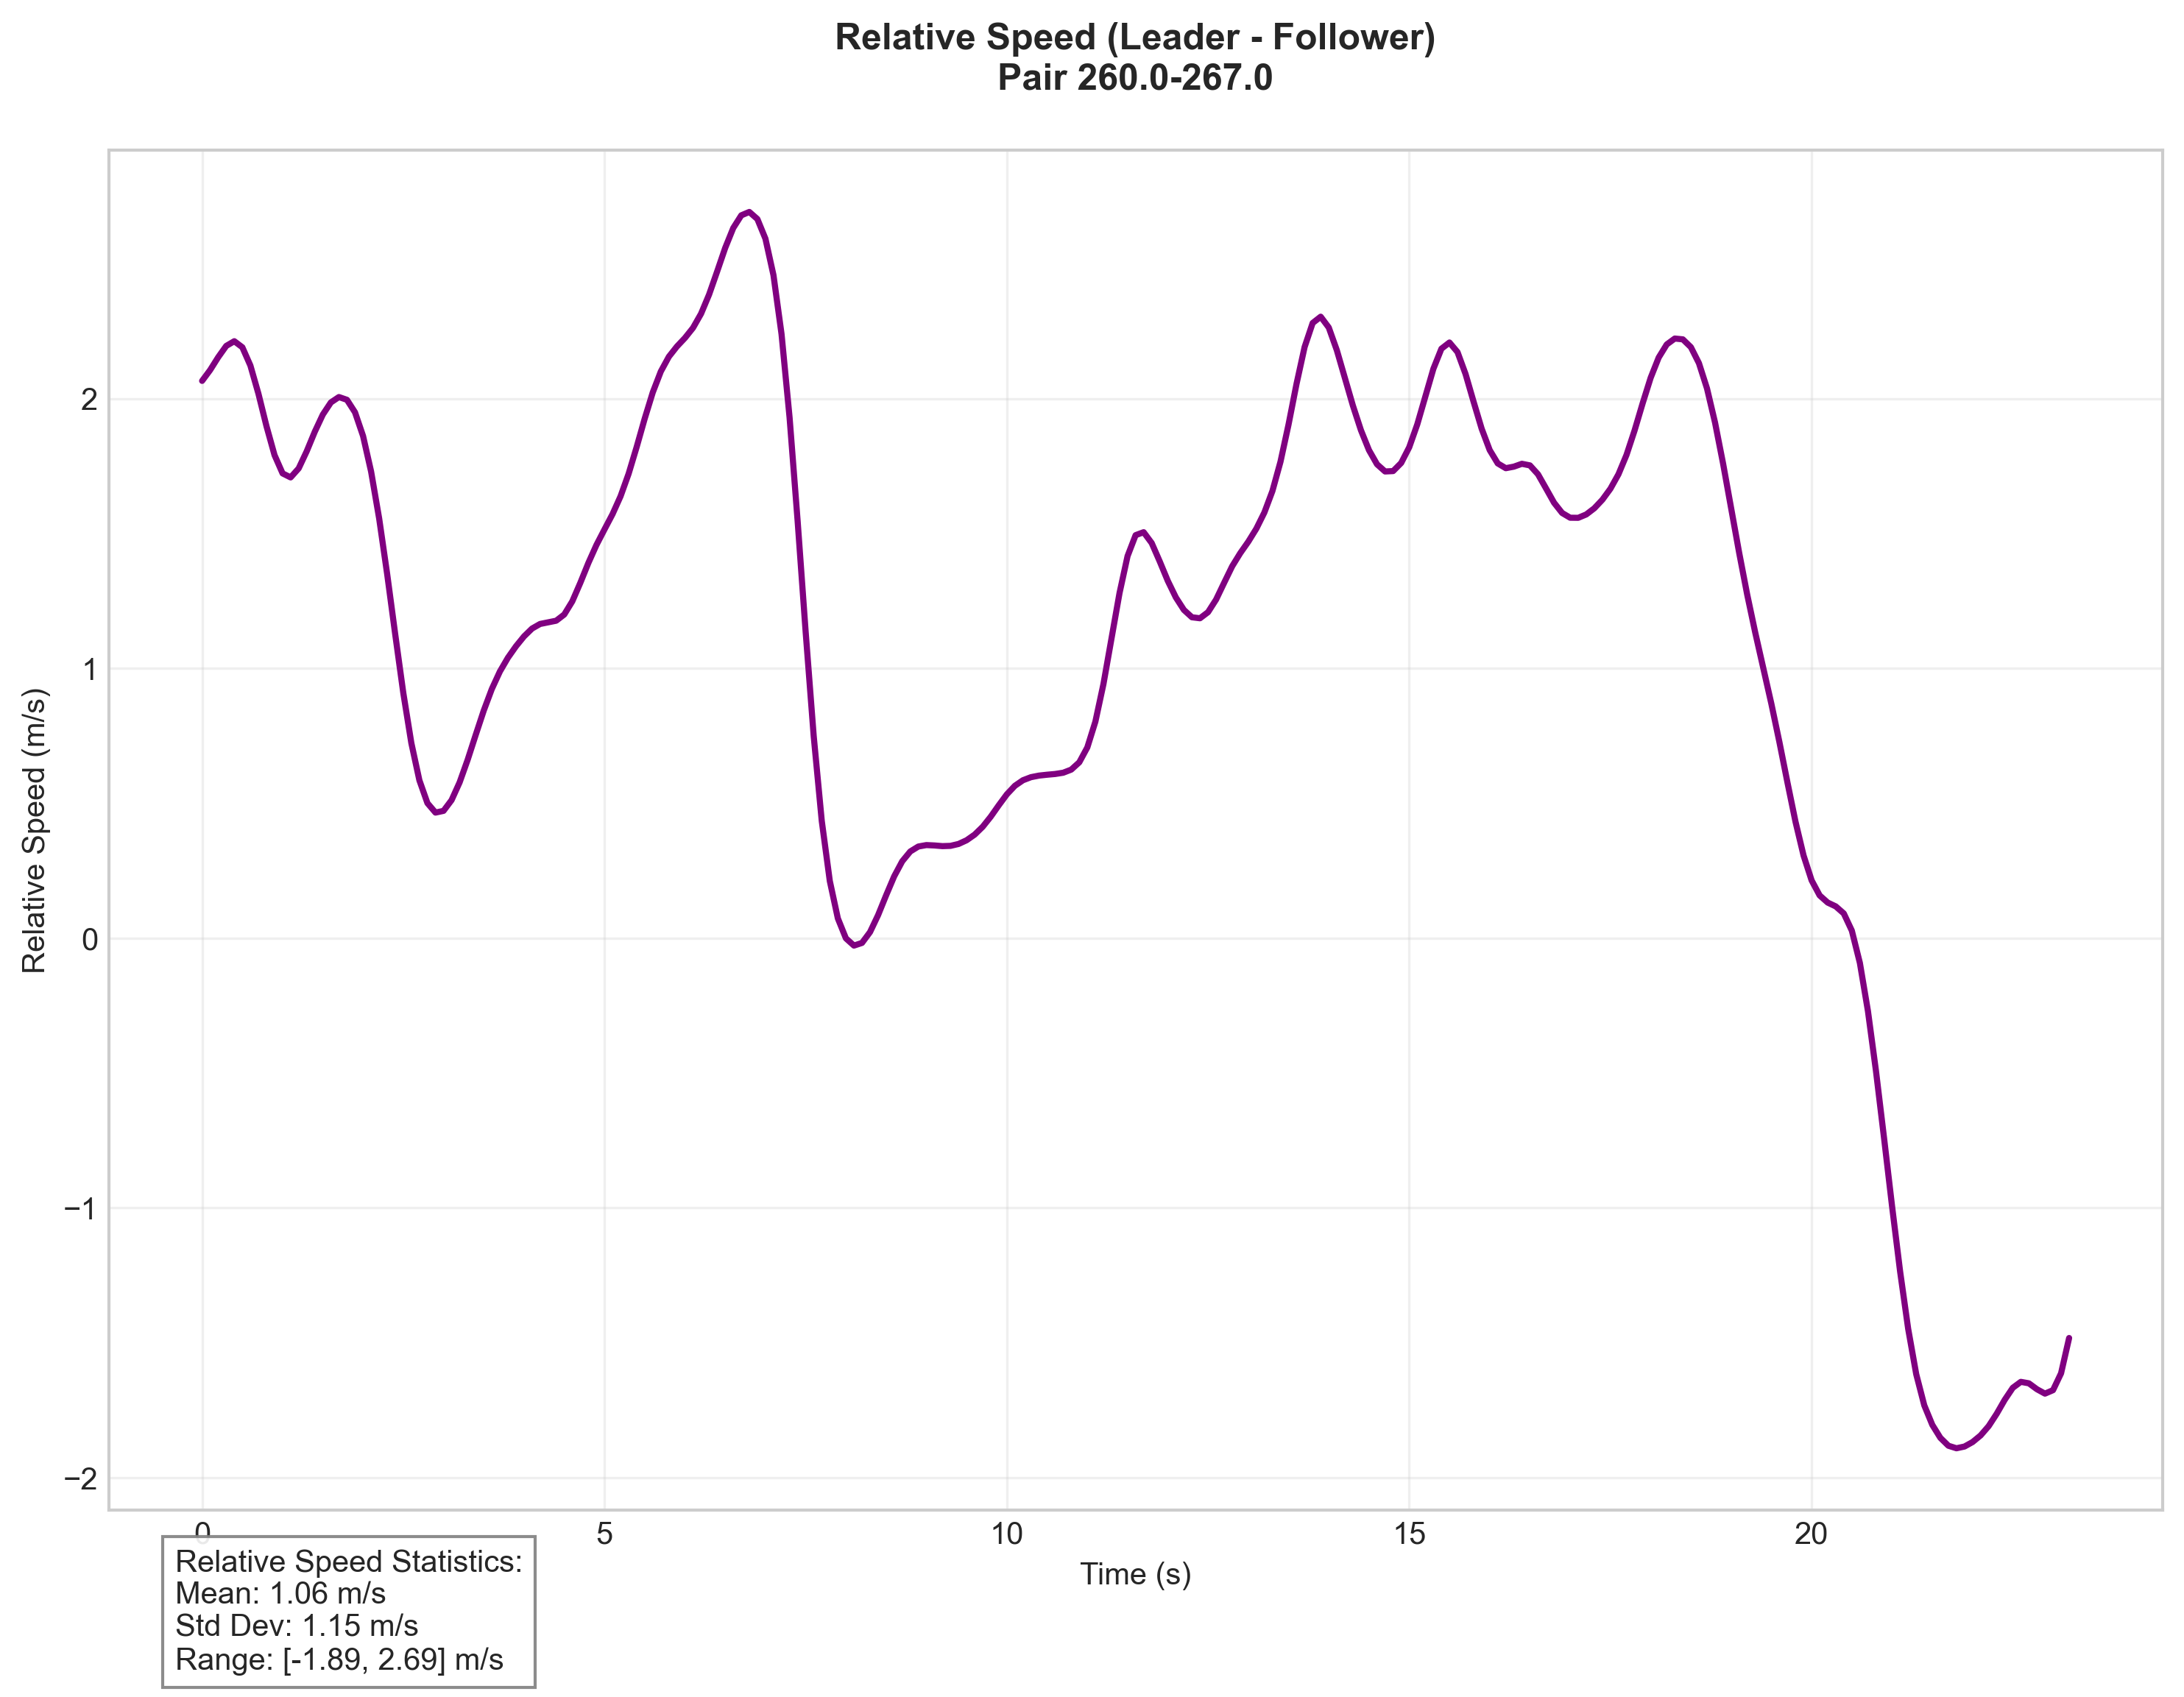 Relative Speed (Leader - Follower)
Pair 260.0-267.0
Relative Speed (m/s)
2
1
0
−1
−2
0
5
10
15
20
Time (s)
Relative Speed Statistics:
Mean: 1.06 m/s
Std Dev: 1.15 m/s
Range: [-1.89, 2.69] m/s